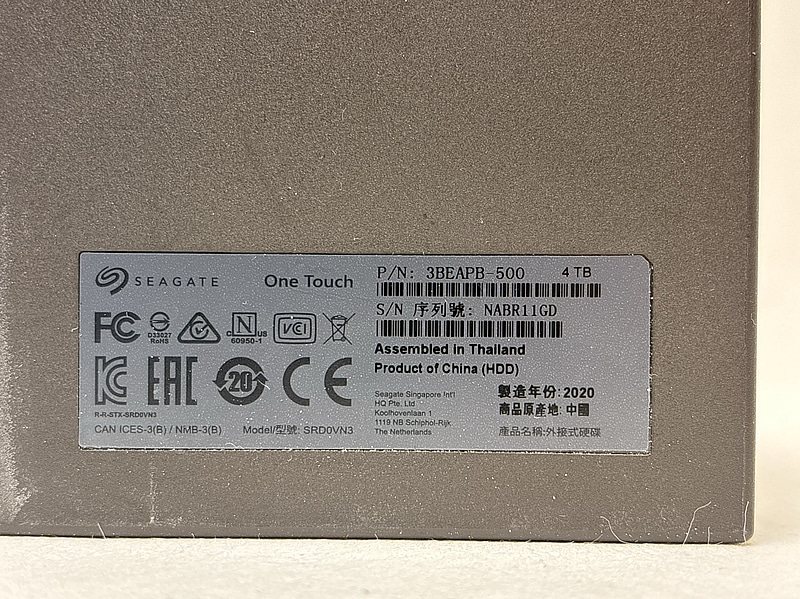 SEAGATE One Touch
P/N: 3BEAPB-500 4 TB
S/N 序列號: NABR11GD
FC D33027 RoHS C N US 60950-1 VCCI
Assembled in Thailand
Product of China (HDD)
EAC 20 CE
R-R-STX-SRD0VN3
CAN ICES-3(B) / NMB-3(B) Model/型號: SRD0VN3
Seagate Singapore Int'l
HQ Pte. Ltd
Koolhovenlaan 1
1119 NB Schiphol-Rijk
The Netherlands
製造年份: 2020
商品原產地: 中國
產品名稱:外接式硬碟